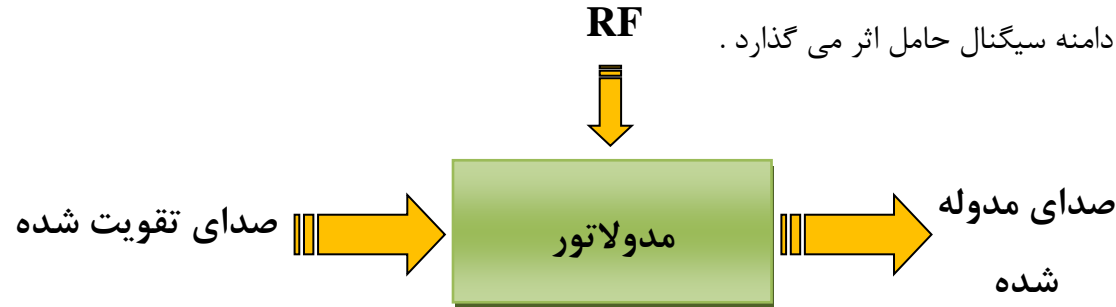 دامنه سیگنال حامل اثر می گذارد .
RF
صدای تقویت شده
مدولاتور
صدای مدوله
شده